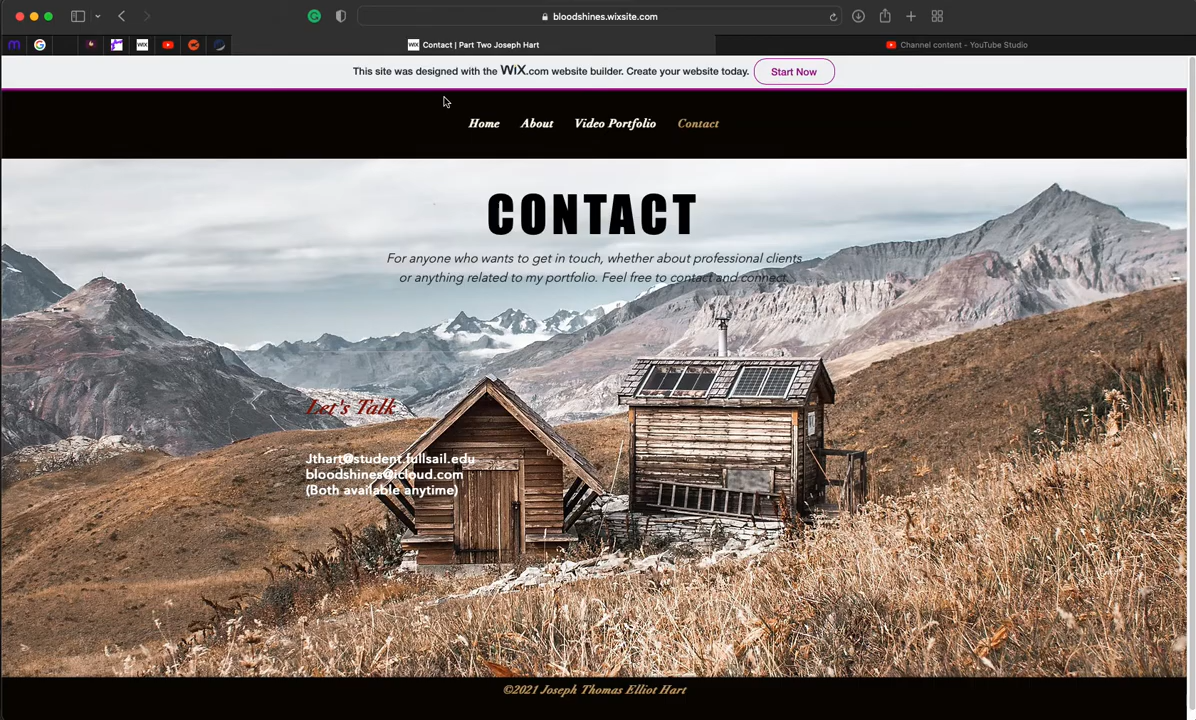 bloodshines.wixsite.com
WiX Contact | Part Two Joseph Hart
Channel content - YouTube Studio
This site was designed with the WiX.com website builder. Create your website today. Start Now
Home About Video Portfolio Contact
CONTACT
For anyone who wants to get in touch, whether about professional clients
or anything related to my portfolio. Feel free to contact and connect.
Let's Talk
Jthart@student.fullsail.edu
bloodshines@icloud.com
(Both available anytime)
©2021 Joseph Thomas Elliot Hart